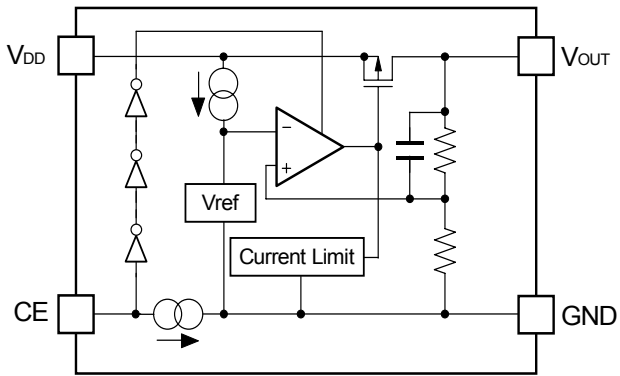 VDD
VOUT
−
+
Vref
Current Limit
CE
GND